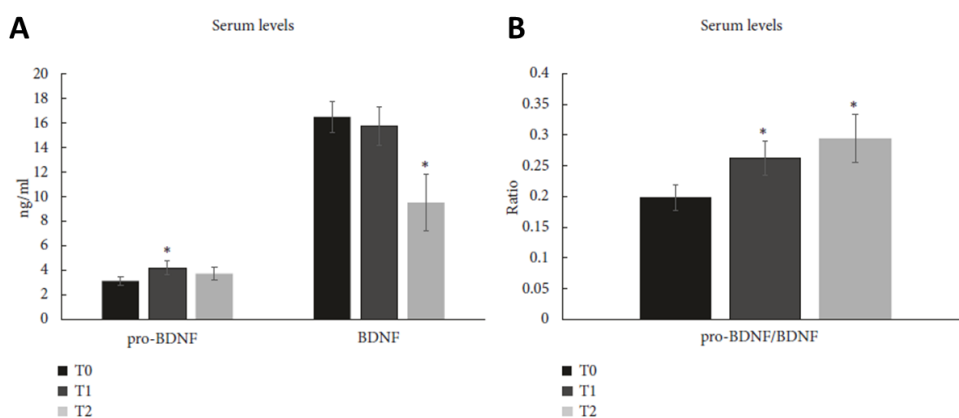 A
Serum levels
20
18
16
14
12
10
8
6
4
2
0
ng/ml
*
*
pro-BDNF
BDNF
T0
T1
T2
B
Serum levels
0.4
0.35
0.3
0.25
0.2
0.15
0.1
0.05
0
Ratio
*
*
pro-BDNF/BDNF
T0
T1
T2